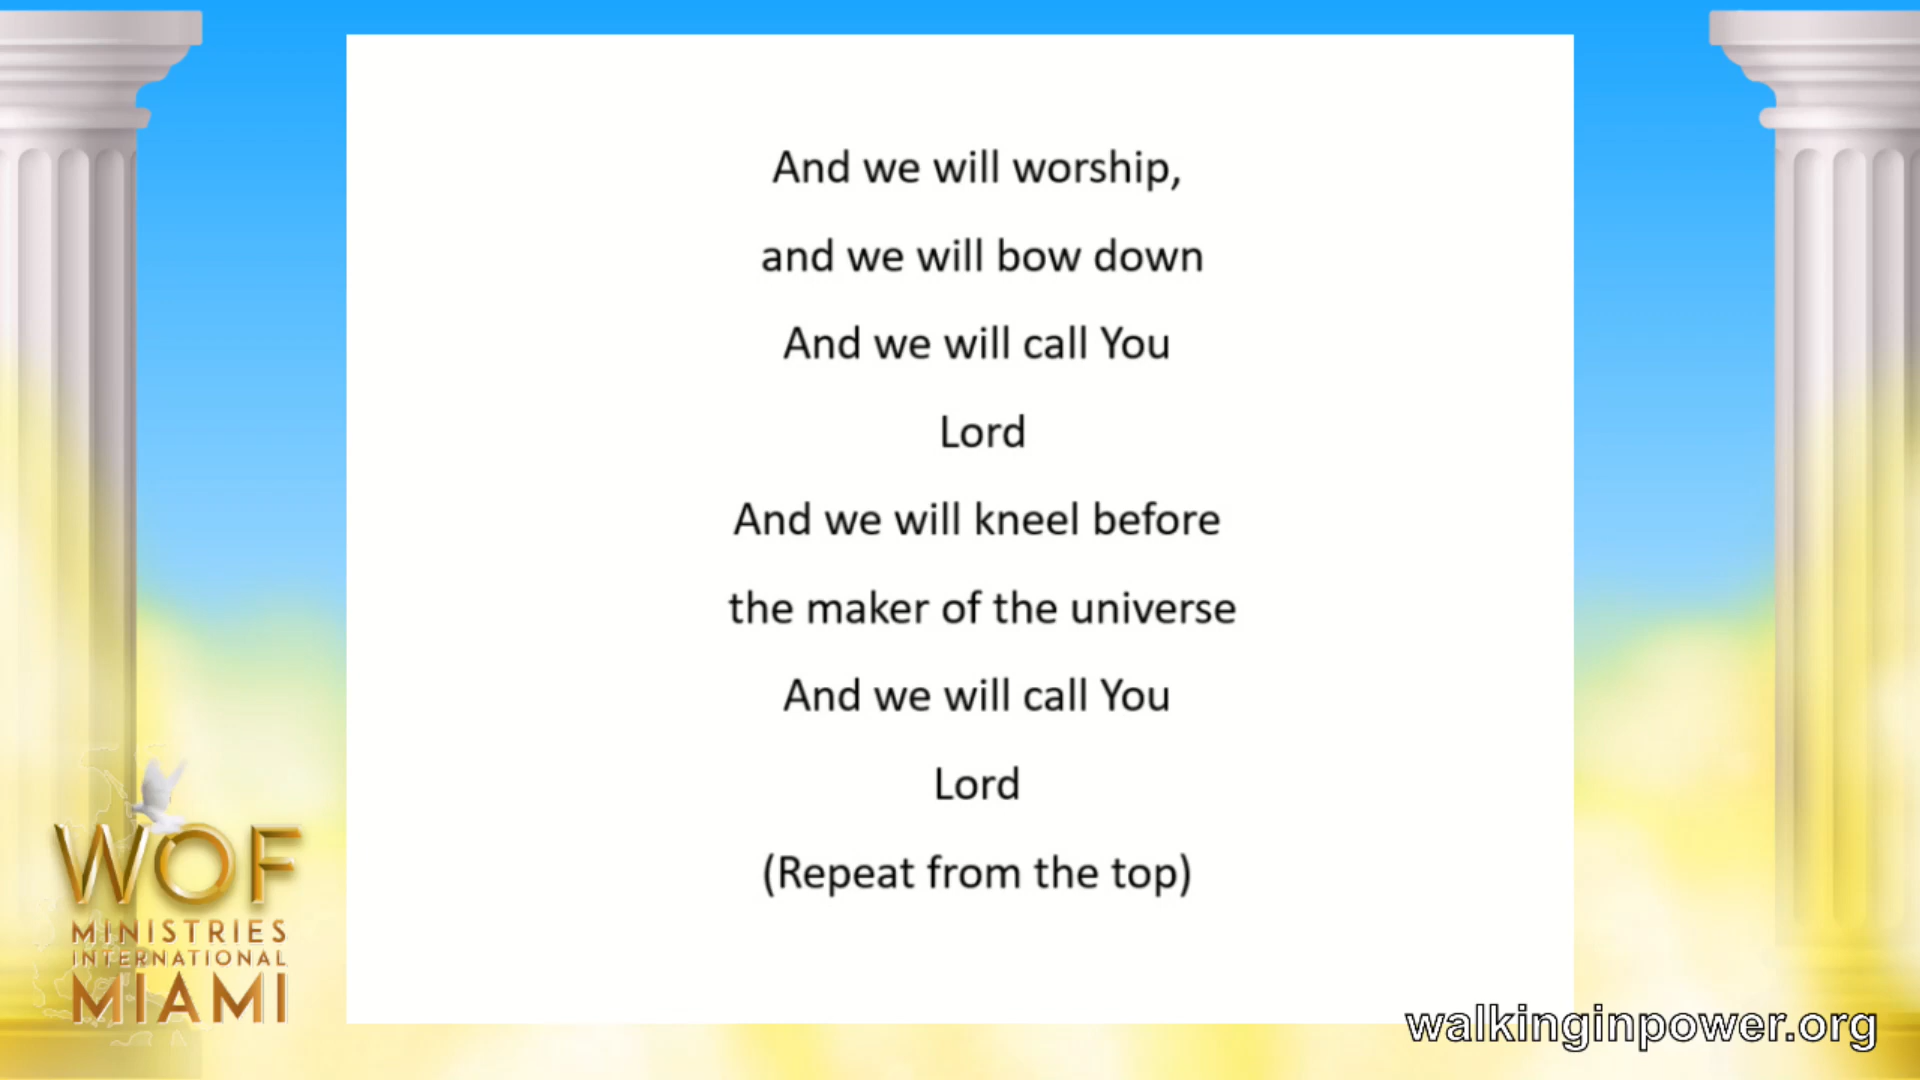 And we will worship,
and we will bow down
And we will call You
Lord
And we will kneel before
the maker of the universe
And we will call You
Lord
(Repeat from the top)
WOF
MINISTRIES
INTERNATIONAL
MIAMI
walkinginpower.org